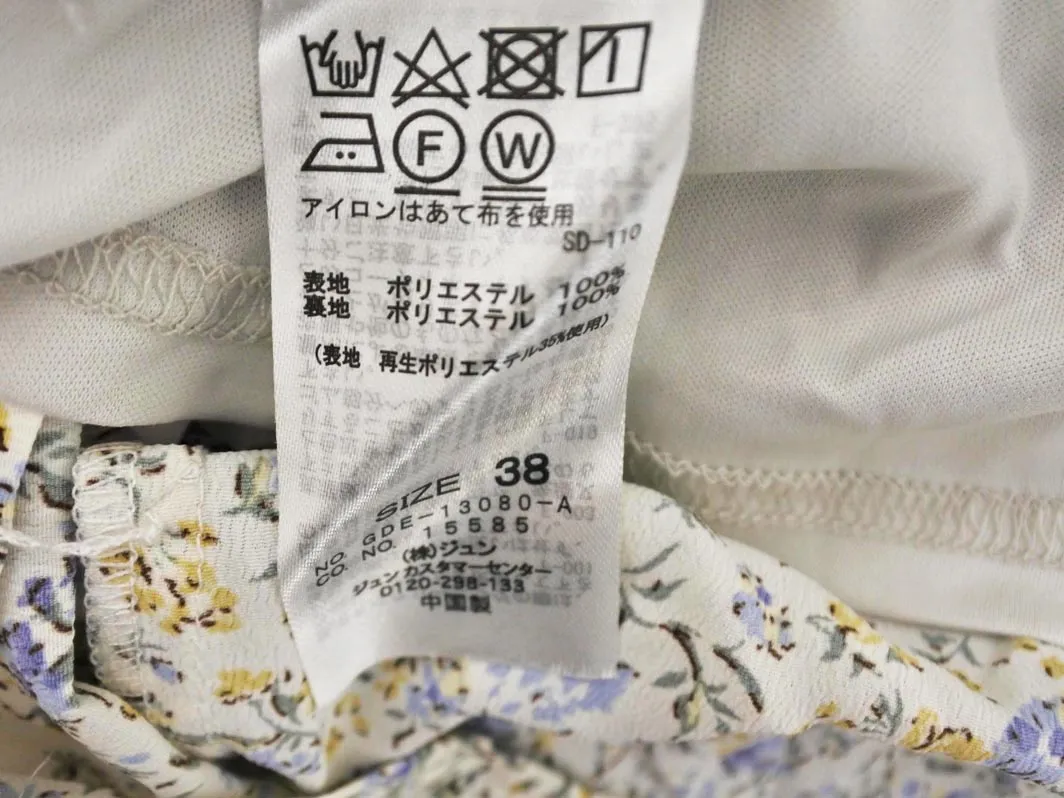 F W
アイロンはあて布を使用
SD-110
表地 ポリエステル 100%
裏地 ポリエステル 100%
(表地 再生ポリエステル35%使用)
SIZE 38
NO. GDE-13080-A
CO. NO. 15585
(株)ジュン
ジュンカスタマーセンター
0120-298-133
中国製